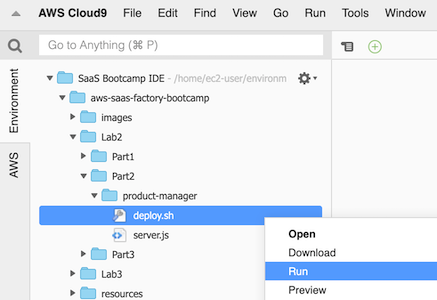 AWS Cloud9 File Edit Find View Go Run Tools Window
Go to Anything (⌘ P)
Environment
AWS
SaaS Bootcamp IDE - /home/ec2-user/environm
aws-saas-factory-bootcamp
images
Lab2
Part1
Part2
product-manager
deploy.sh
server.js
Part3
Lab3
resources
Open
Download
Run
Preview